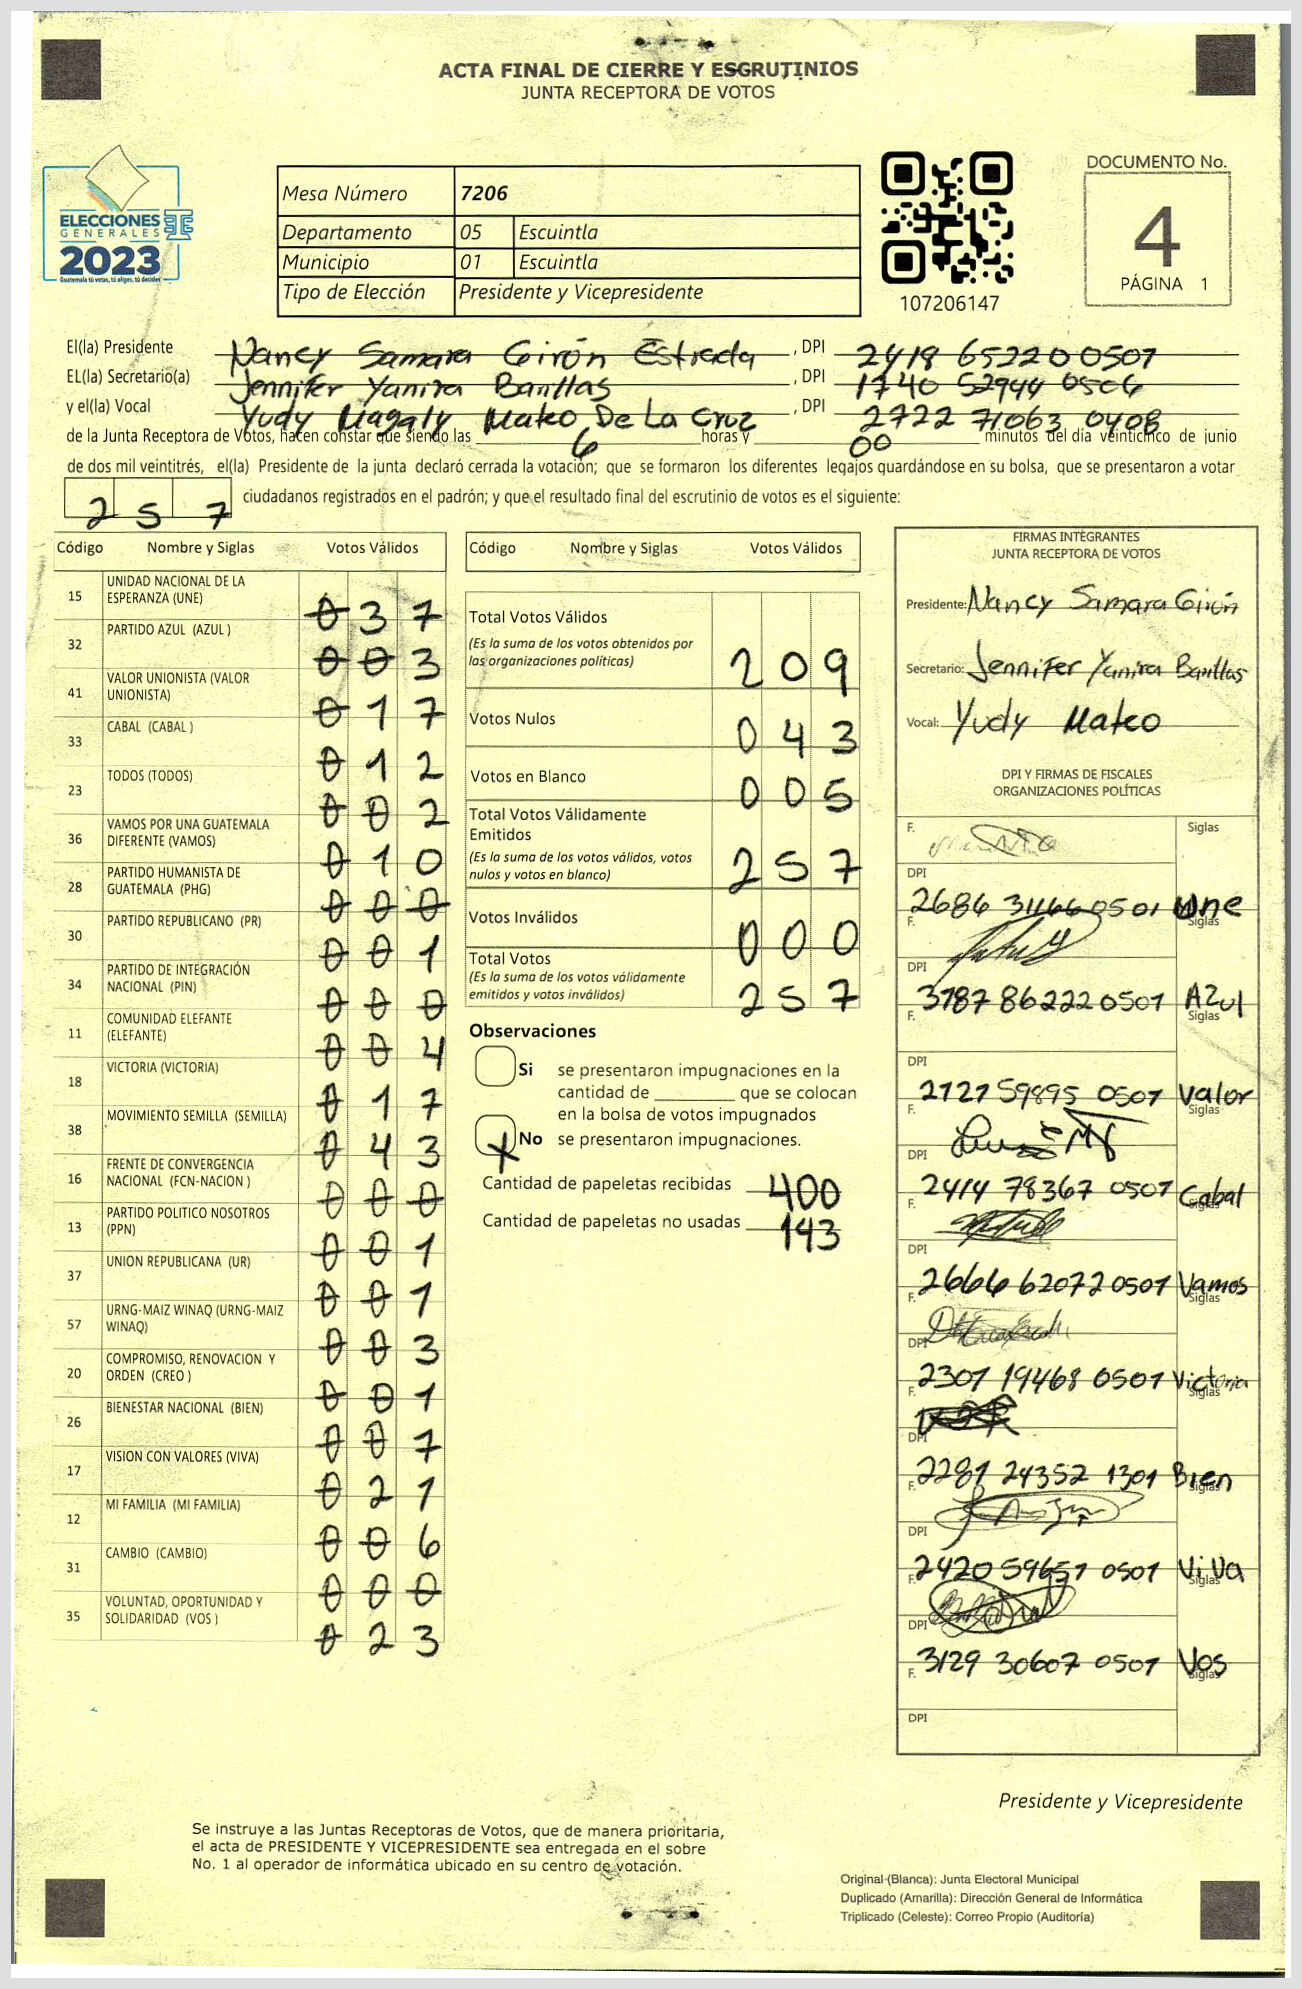 ACTA FINAL DE CIERRE Y ESGRUTINIOS
JUNTA RECEPTORA DE VOTOS
ELECCIONES
GENERALES
2023
Guatemala tú votas, tú eliges, tú decides
Mesa Número 7206
Departamento 05 Escuintla
Municipio 01 Escuintla
Tipo de Elección Presidente y Vicepresidente
107206147
DOCUMENTO No.
4
PÁGINA 1
El(la) Presidente Nancy Samara Girón Estrada , DPI 2418 65220 0507
EL(la) Secretario(a) Jennifer Yanira Banllas , DPI 1740 52944 0506
y el(la) Vocal Yudy Magaly Mateo De La Cruz , DPI 2722 71063 0408
de la Junta Receptora de Votos, hacen constar que siendo las 6 horas y 00 minutos del día veinticinco de junio
de dos mil veintitrés, el(la) Presidente de la junta declaró cerrada la votación; que se formaron los diferentes legajos guardándose en su bolsa, que se presentaron a votar
2 5 7 ciudadanos registrados en el padrón; y que el resultado final del escrutinio de votos es el siguiente:
Código Nombre y Siglas Votos Válidos
15 UNIDAD NACIONAL DE LA ESPERANZA (UNE) 0 3 7
32 PARTIDO AZUL (AZUL ) 0 0 3
41 VALOR UNIONISTA (VALOR UNIONISTA) 0 1 7
33 CABAL (CABAL ) 0 1 2
23 TODOS (TODOS) 0 0 2
36 VAMOS POR UNA GUATEMALA DIFERENTE (VAMOS) 0 1 0
28 PARTIDO HUMANISTA DE GUATEMALA (PHG) 0 0 0
30 PARTIDO REPUBLICANO (PR) 0 0 1
34 PARTIDO DE INTEGRACIÓN NACIONAL (PIN) 0 0 0
11 COMUNIDAD ELEFANTE (ELEFANTE) 0 0 4
18 VICTORIA (VICTORIA) 0 1 7
38 MOVIMIENTO SEMILLA (SEMILLA) 0 4 3
16 FRENTE DE CONVERGENCIA NACIONAL (FCN-NACION ) 0 0 0
13 PARTIDO POLITICO NOSOTROS (PPN) 0 0 1
37 UNION REPUBLICANA (UR) 0 0 1
57 URNG-MAIZ WINAQ (URNG-MAIZ WINAQ) 0 0 3
20 COMPROMISO, RENOVACION Y ORDEN (CREO ) 0 0 1
26 BIENESTAR NACIONAL (BIEN) 0 0 7
17 VISION CON VALORES (VIVA) 0 2 1
12 MI FAMILIA (MI FAMILIA) 0 0 6
31 CAMBIO (CAMBIO) 0 0 0
35 VOLUNTAD, OPORTUNIDAD Y SOLIDARIDAD (VOS ) 0 2 3
Código Nombre y Siglas Votos Válidos
Total Votos Válidos
(Es la suma de los votos obtenidos por
las organizaciones políticas) 2 0 9
Votos Nulos 0 4 3
Votos en Blanco 0 0 5
Total Votos Válidamente
Emitidos
(Es la suma de los votos válidos, votos
nulos y votos en blanco) 2 5 7
Votos Inválidos 0 0 0
Total Votos
(Es la suma de los votos válidamente
emitidos y votos inválidos) 2 5 7
Observaciones
Si se presentaron impugnaciones en la
cantidad de ________ que se colocan
en la bolsa de votos impugnados
X No se presentaron impugnaciones.
Cantidad de papeletas recibidas 400
Cantidad de papeletas no usadas 143
FIRMAS INTEGRANTES
JUNTA RECEPTORA DE VOTOS
Presidente: Nancy Samara Girón
Secretario: Jennifer Yanira Banllas
Vocal: Yudy Mateo
DPI Y FIRMAS DE FISCALES
ORGANIZACIONES POLÍTICAS
F. Siglas
DPI 2686 31166 0501 Une
F. Siglas
DPI 3787 86222 0507 Azul
F. Siglas
DPI 2727 59895 0507 Valor
F. Siglas
DPI 2414 78367 0507 Cabal
F. Siglas
DPI 2666 62072 0501 Vamos
F. Siglas
DPI 2307 19468 0507 Victoria
F. Siglas
DPI 2281 24352 1301 Bien
F. Siglas
DPI 2420 59657 0501 ViVa
F. Siglas
DPI 3129 30607 0507 Vos
F. Siglas
DPI
Presidente y Vicepresidente
Se instruye a las Juntas Receptoras de Votos, que de manera prioritaria,
el acta de PRESIDENTE Y VICEPRESIDENTE sea entregada en el sobre
No. 1 al operador de informática ubicado en su centro de votación.
Original (Blanca): Junta Electoral Municipal
Duplicado (Amarilla): Dirección General de Informática
Triplicado (Celeste): Correo Propio (Auditoría)